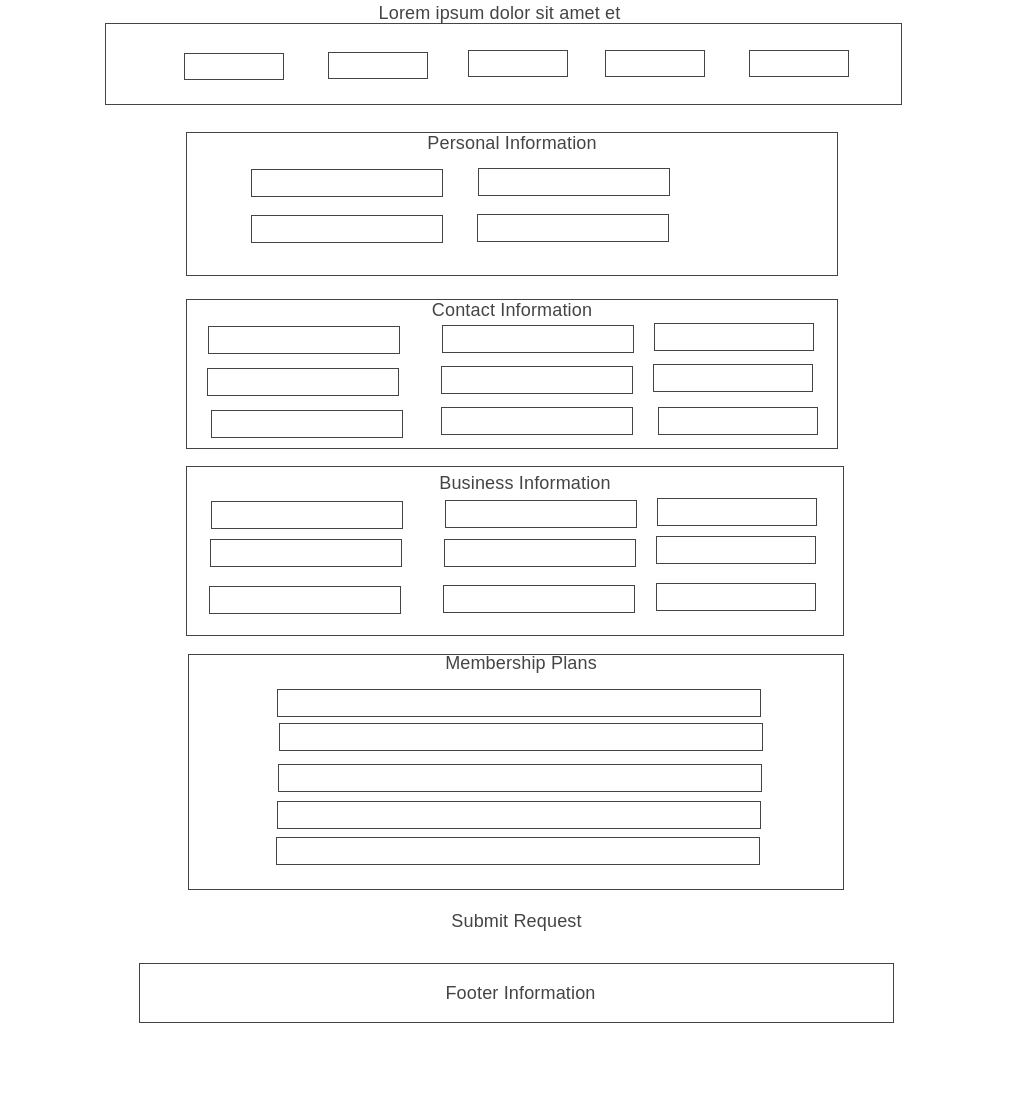 Lorem ipsum dolor sit amet et
Personal Information
Contact Information
Business Information
Membership Plans
Submit Request
Footer Information